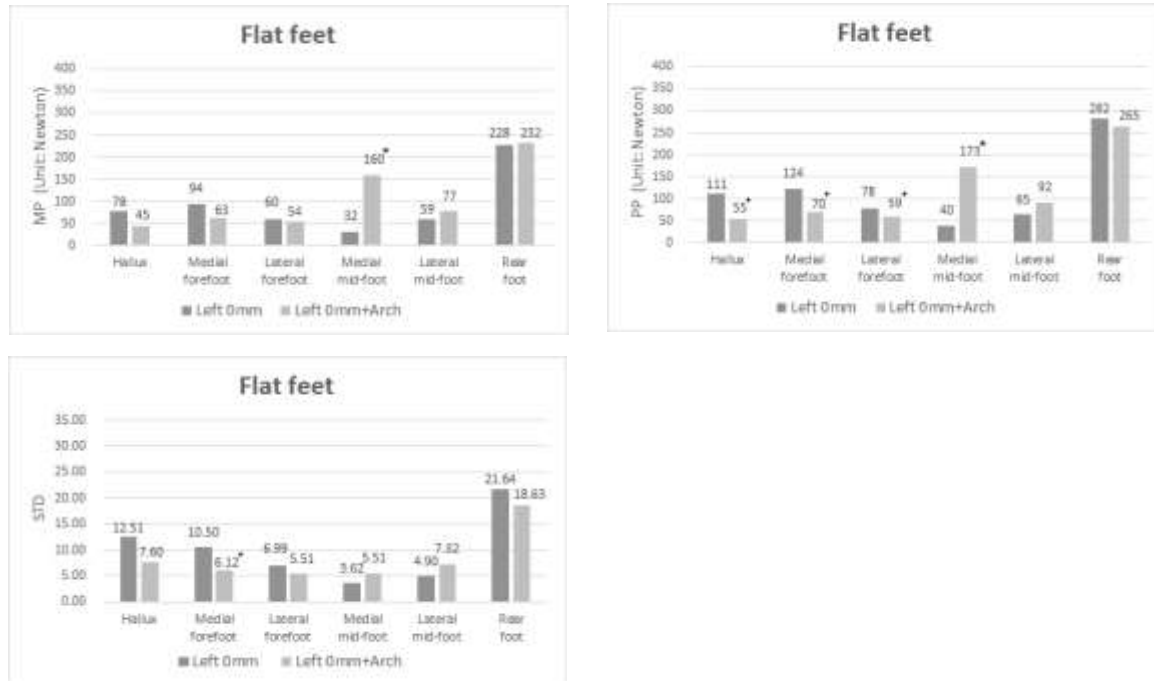 Flat feet
MP (Unit: Newton)
400
350
300
250
200
150
100
50
0
78
45
94
63
60
54
32
160*
59
77
228
232
Hallux
Medial forefoot
Lateral forefoot
Medial mid-foot
Lateral mid-foot
Rear foot
Left 0mm
Left 0mm+Arch
Flat feet
PP (Unit: Newton)
400
350
300
250
200
150
100
50
0
111
55*
124
70*
78
59*
40
173*
65
92
282
265
Hallux
Medial forefoot
Lateral forefoot
Medial mid-foot
Lateral mid-foot
Rear foot
Left 0mm
Left 0mm+Arch
Flat feet
STD
35.00
30.00
25.00
20.00
15.00
10.00
5.00
0.00
12.51
7.60
10.50
6.12*
6.99
5.51
3.62
5.51
4.90
7.32
21.64
18.63
Hallux
Medial forefoot
Lateral forefoot
Medial mid-foot
Lateral mid-foot
Rear foot
Left 0mm
Left 0mm+Arch